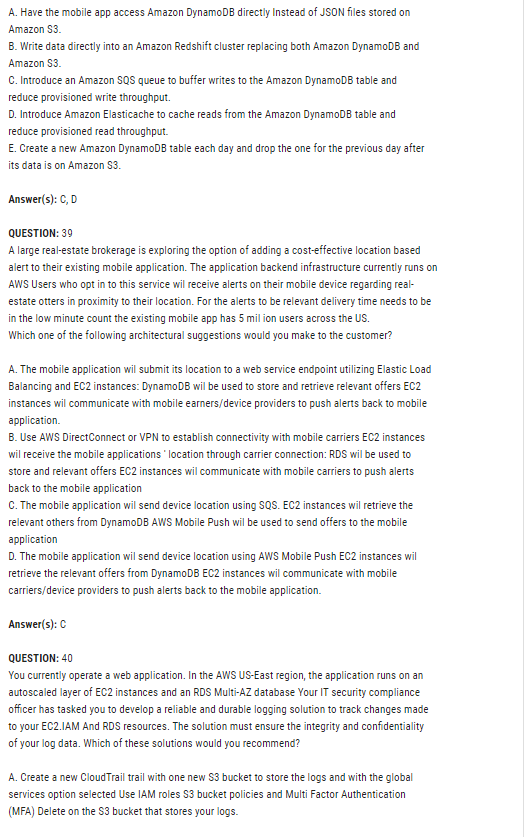 A. Have the mobile app access Amazon DynamoDB directly Instead of JSON files stored on
Amazon S3.
B. Write data directly into an Amazon Redshift cluster replacing both Amazon DynamoDB and
Amazon S3.
C. Introduce an Amazon SQS queue to buffer writes to the Amazon DynamoDB table and
reduce provisioned write throughput.
D. Introduce Amazon Elasticache to cache reads from the Amazon DynamoDB table and
reduce provisioned read throughput.
E. Create a new Amazon DynamoDB table each day and drop the one for the previous day after
its data is on Amazon S3.
Answer(s): C, D
QUESTION: 39
A large real-estate brokerage is exploring the option of adding a cost-effective location based
alert to their existing mobile application. The application backend infrastructure currently runs on
AWS Users who opt in to this service wil receive alerts on their mobile device regarding real-
estate otters in proximity to their location. For the alerts to be relevant delivery time needs to be
in the low minute count the existing mobile app has 5 mil ion users across the US.
Which one of the following architectural suggestions would you make to the customer?
A. The mobile application wil submit its location to a web service endpoint utilizing Elastic Load
Balancing and EC2 instances: DynamoDB wil be used to store and retrieve relevant offers EC2
instances wil communicate with mobile earners/device providers to push alerts back to mobile
application.
B. Use AWS DirectConnect or VPN to establish connectivity with mobile carriers EC2 instances
wil receive the mobile applications ' location through carrier connection: RDS wil be used to
store and relevant offers EC2 instances wil communicate with mobile carriers to push alerts
back to the mobile application
C. The mobile application wil send device location using SQS. EC2 instances wil retrieve the
relevant others from DynamoDB AWS Mobile Push wil be used to send offers to the mobile
application
D. The mobile application wil send device location using AWS Mobile Push EC2 instances wil
retrieve the relevant offers from DynamoDB EC2 instances wil communicate with mobile
carriers/device providers to push alerts back to the mobile application.
Answer(s): C
QUESTION: 40
You currently operate a web application. In the AWS US-East region, the application runs on an
autoscaled layer of EC2 instances and an RDS Multi-AZ database Your IT security compliance
officer has tasked you to develop a reliable and durable logging solution to track changes made
to your EC2.IAM And RDS resources. The solution must ensure the integrity and confidentiality
of your log data. Which of these solutions would you recommend?
A. Create a new CloudTrail trail with one new S3 bucket to store the logs and with the global
services option selected Use IAM roles S3 bucket policies and Multi Factor Authentication
(MFA) Delete on the S3 bucket that stores your logs.